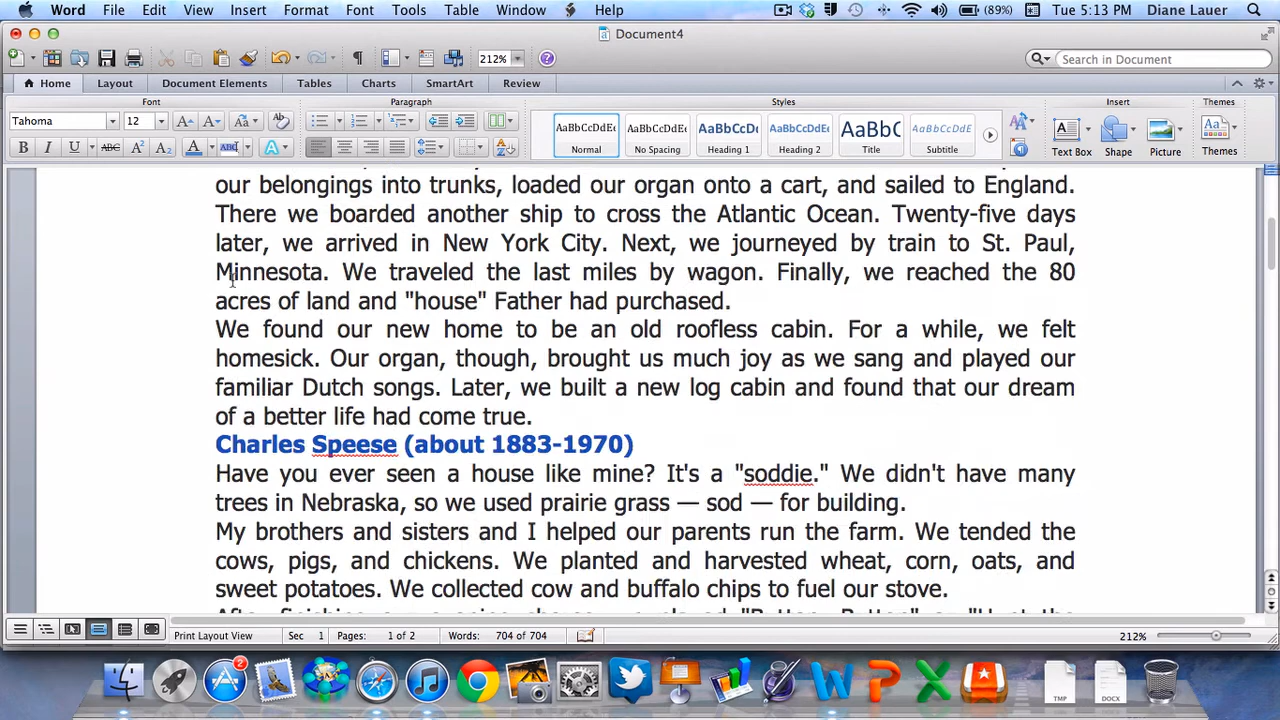 Word File Edit View Insert Format Font Tools Table Window Help (89%) Tue 5:13 PM Diane Lauer
Document4
212% Search in Document
Home Layout Document Elements Tables Charts SmartArt Review
Font Paragraph Styles Insert Themes
Tahoma 12 A A Aa
B I U ABC A² A₂ A ABC A
AaBbCcDdEe AaBbCcDdEe AaBbCcDc AaBbCcDdEe AaBbC AaBbCcDdEe
Normal No Spacing Heading 1 Heading 2 Title Subtitle Text Box Shape Picture Themes
our belongings into trunks, loaded our organ onto a cart, and sailed to England.
There we boarded another ship to cross the Atlantic Ocean. Twenty-five days
later, we arrived in New York City. Next, we journeyed by train to St. Paul,
Minnesota. We traveled the last miles by wagon. Finally, we reached the 80
acres of land and "house" Father had purchased.
We found our new home to be an old roofless cabin. For a while, we felt
homesick. Our organ, though, brought us much joy as we sang and played our
familiar Dutch songs. Later, we built a new log cabin and found that our dream
of a better life had come true.
Charles Speese (about 1883-1970)
Have you ever seen a house like mine? It's a "soddie." We didn't have many
trees in Nebraska, so we used prairie grass — sod — for building.
My brothers and sisters and I helped our parents run the farm. We tended the
cows, pigs, and chickens. We planted and harvested wheat, corn, oats, and
sweet potatoes. We collected cow and buffalo chips to fuel our stove.
Print Layout View Sec 1 Pages: 1 of 2 Words: 704 of 704 212%
2
TMP DOCX